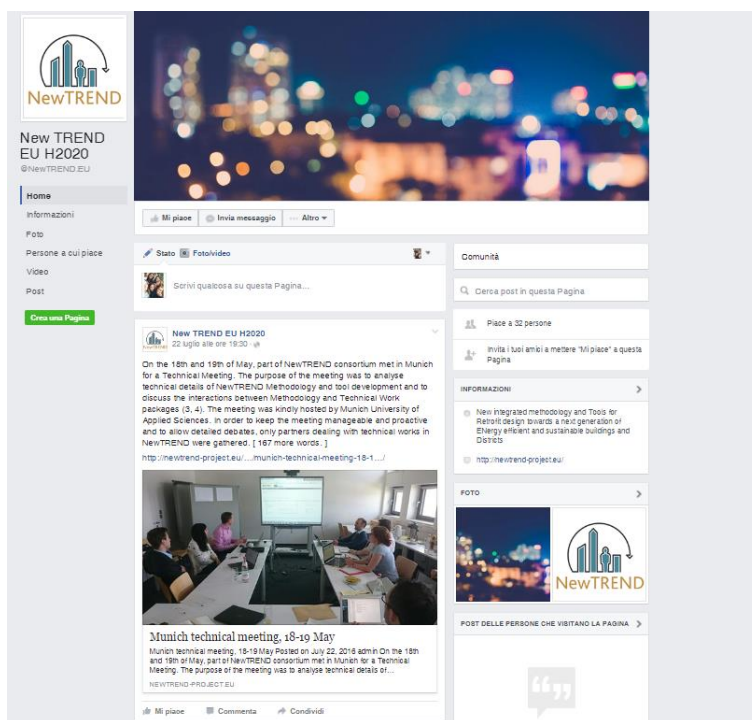 NewTREND
New TREND
EU H2020
@NewTREND.EU
Home
Informazioni
Foto
Persone a cui piace
Video
Post
Crea una Pagina
Mi piace
Invia messaggio
Altro
Stato
Foto/video
Scrivi qualcosa su questa Pagina...
NewTREND
New TREND EU H2020
22 luglio alle ore 19:30 ·
On the 18th and 19th of May, part of NewTREND consortium met in Munich
for a Technical Meeting. The purpose of the meeting was to analyse
technical details of NewTREND Methodology and tool development and to
discuss the interactions between Methodology and Technical Work
packages (3, 4). The meeting was kindly hosted by Munich University of
Applied Sciences. In order to keep the meeting manageable and proactive
and to allow detailed debates, only partners dealing with technical works in
NewTREND were gathered. [ 167 more words. ]
http://newtrend-project.eu/.../munich-technical-meeting-18-1.../
Munich technical meeting, 18-19 May
Munich technical meeting, 18-19 May Posted on July 22, 2016 admin On the 18th
and 19th of May, part of NewTREND consortium met in Munich for a Technical
Meeting. The purpose of the meeting was to analyse technical details of...
NEWTREND-PROJECT.EU
Mi piace
Commenta
Condividi
Comunità
Cerca post in questa Pagina
Piace a 32 persone
Invita i tuoi amici a mettere "Mi piace" a questa
Pagina
INFORMAZIONI
New integrated methodology and Tools for
Retrofit design towards a next generation of
ENergy efficient and sustainable buildings and
Districts
http://newtrend-project.eu/
FOTO
NewTREND
POST DELLE PERSONE CHE VISITANO LA PAGINA